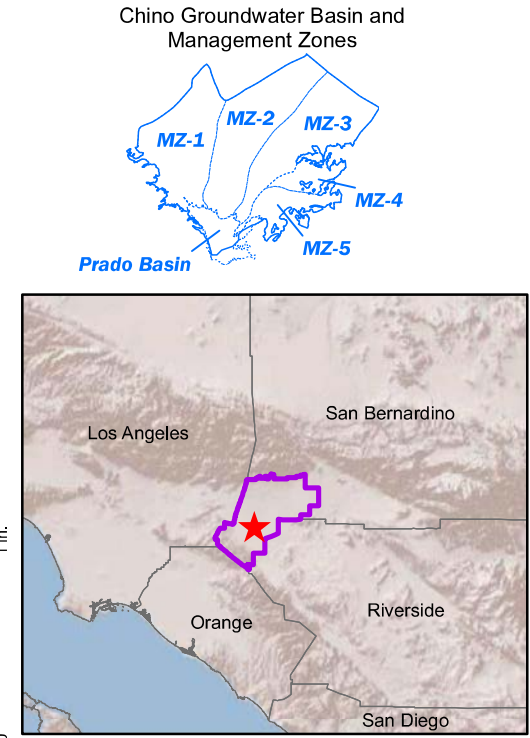 Chino Groundwater Basin and
Management Zones
MZ-1
MZ-2
MZ-3
MZ-4
MZ-5
Prado Basin
San Bernardino
Los Angeles
Riverside
Orange
San Diego